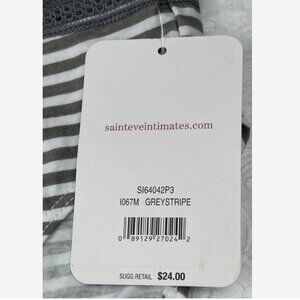 sainteveintimates.com
SI64042P3
I067M GREYSTRIPE
0 89129 27024 2
SUGG RETAIL $24.00